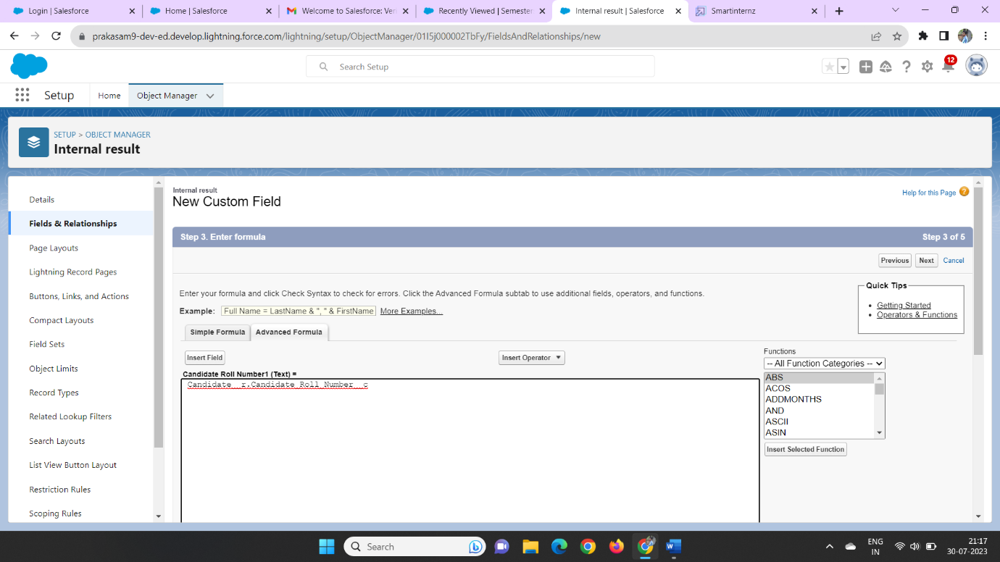 Login | Salesforce
Home | Salesforce
Welcome to Salesforce: Ver
Recently Viewed | Semester
Internal result | Salesforce
Smartinternz
prakasam9-dev-ed.develop.lightning.force.com/lightning/setup/ObjectManager/01I5j000002TbFy/FieldsAndRelationships/new
Search Setup
12
Setup
Home
Object Manager
SETUP > OBJECT MANAGER
Internal result
Details
Fields & Relationships
Page Layouts
Lightning Record Pages
Buttons, Links, and Actions
Compact Layouts
Field Sets
Object Limits
Record Types
Related Lookup Filters
Search Layouts
List View Button Layout
Restriction Rules
Scoping Rules
Internal result
New Custom Field
Help for this Page
Step 3. Enter formula
Step 3 of 5
Previous
Next
Cancel
Enter your formula and click Check Syntax to check for errors. Click the Advanced Formula subtab to use additional fields, operators, and functions.
Example: Full Name = LastName & ", " & FirstName More Examples...
Quick Tips
• Getting Started
• Operators & Functions
Simple Formula
Advanced Formula
Insert Field
Insert Operator
Functions
-- All Function Categories --
Candidate Roll Number1 (Text) =
Candidate__r.Candidate_Roll_Number__c
ABS
ACOS
ADDMONTHS
AND
ASCII
ASIN
Insert Selected Function
Search
ENG
IN
21:17
30-07-2023